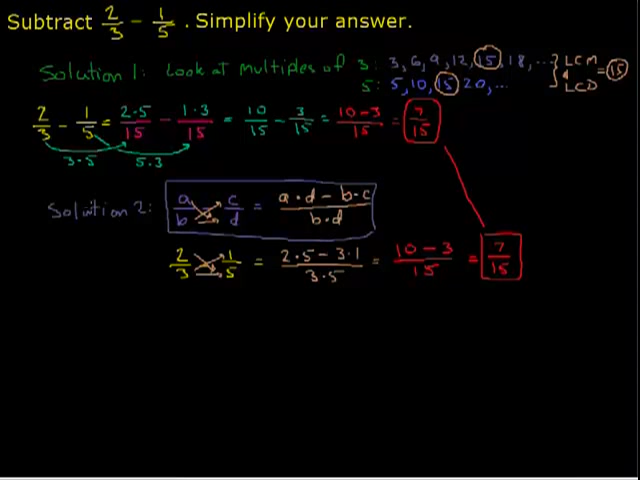 Subtract 2/3 - 1/5 . Simplify your answer.
Solution 1: Look at multiples of 3: 3, 6, 9, 12, 15, 18, ... } LCM = 15
5: 5, 10, 15, 20, ... LCD
2/3 - 1/5 = 2·5/15 - 1·3/15 = 10/15 - 3/15 = 10-3/15 = 7/15
3·5 5·3
Solution 2: a/b - c/d = a·d - b·c/b·d
2/3 - 1/5 = 2·5 - 3·1/3·5 = 10-3/15 = 7/15